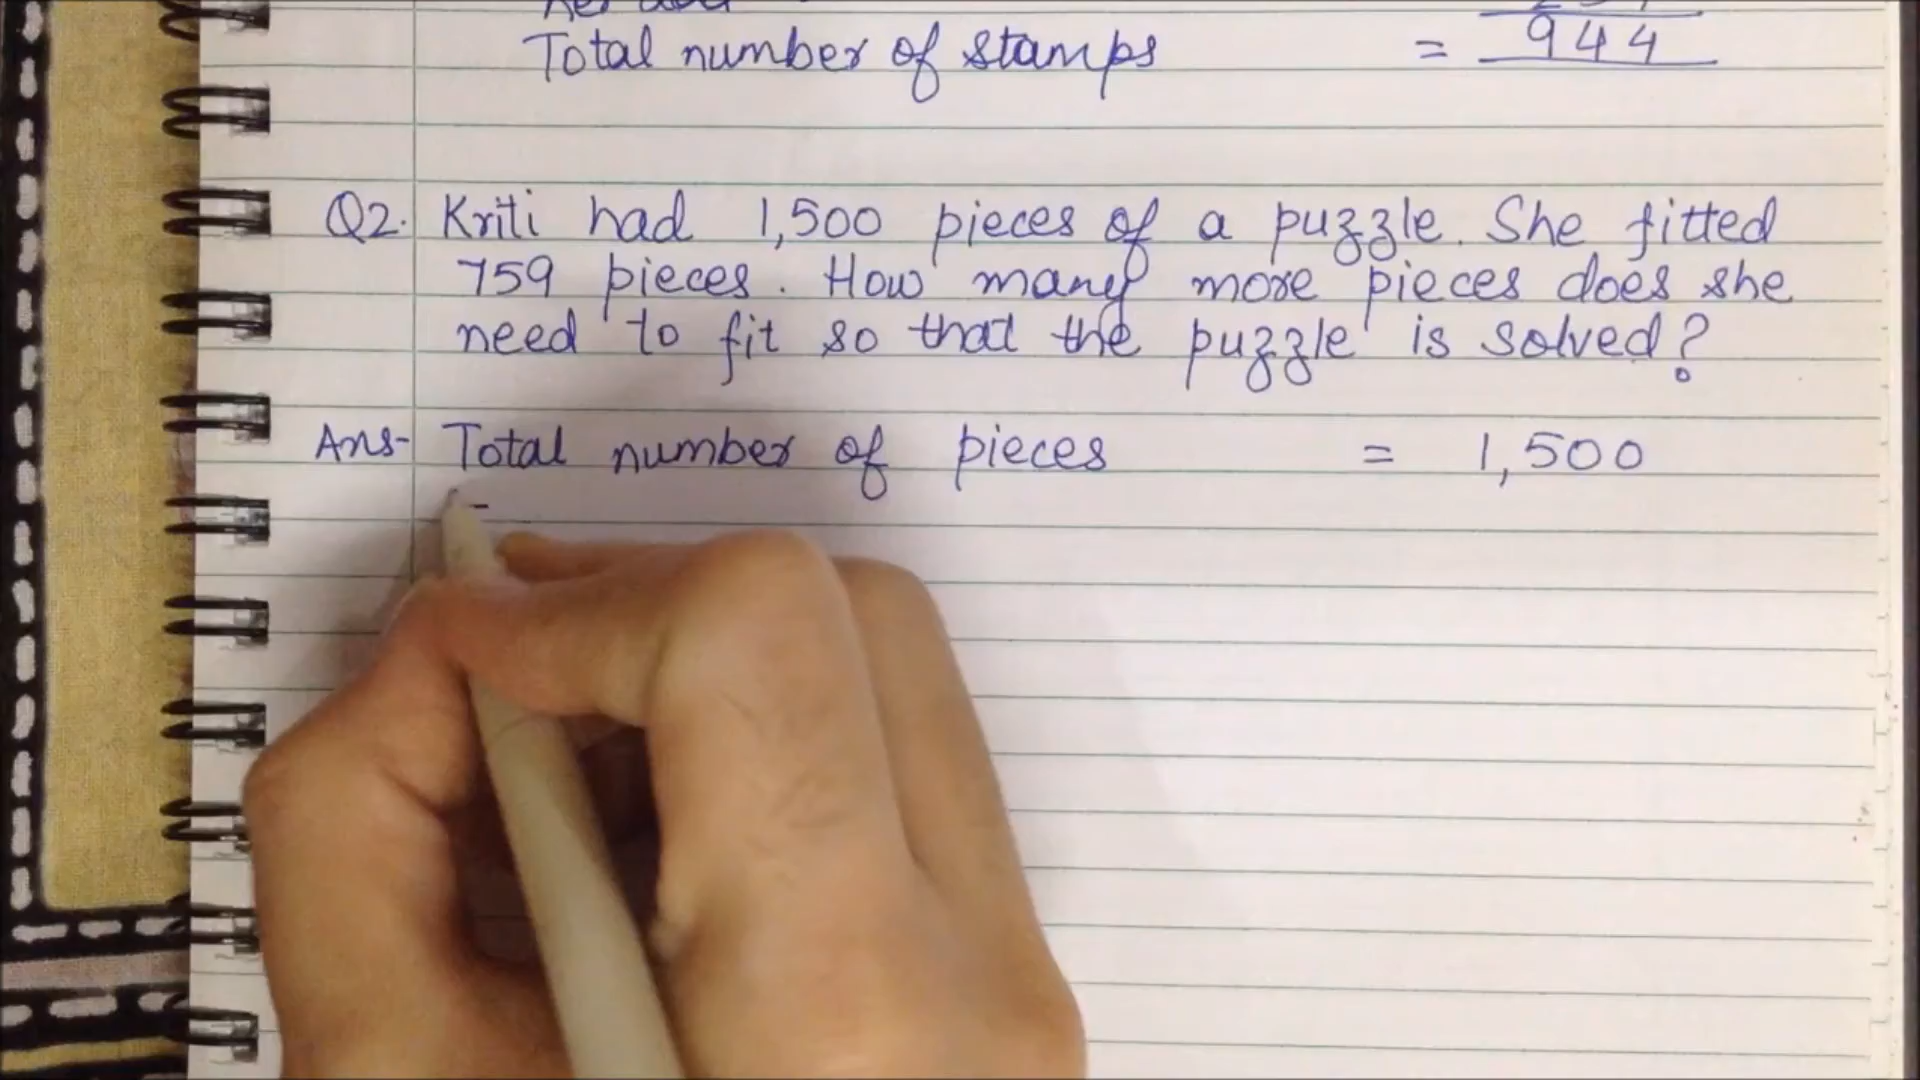 Total number of stamps = 944
Q2. Kriti had 1,500 pieces of a puzzle. She fitted
759 pieces. How many more pieces does she
need to fit so that the puzzle is solved?
Ans- Total number of pieces = 1,500